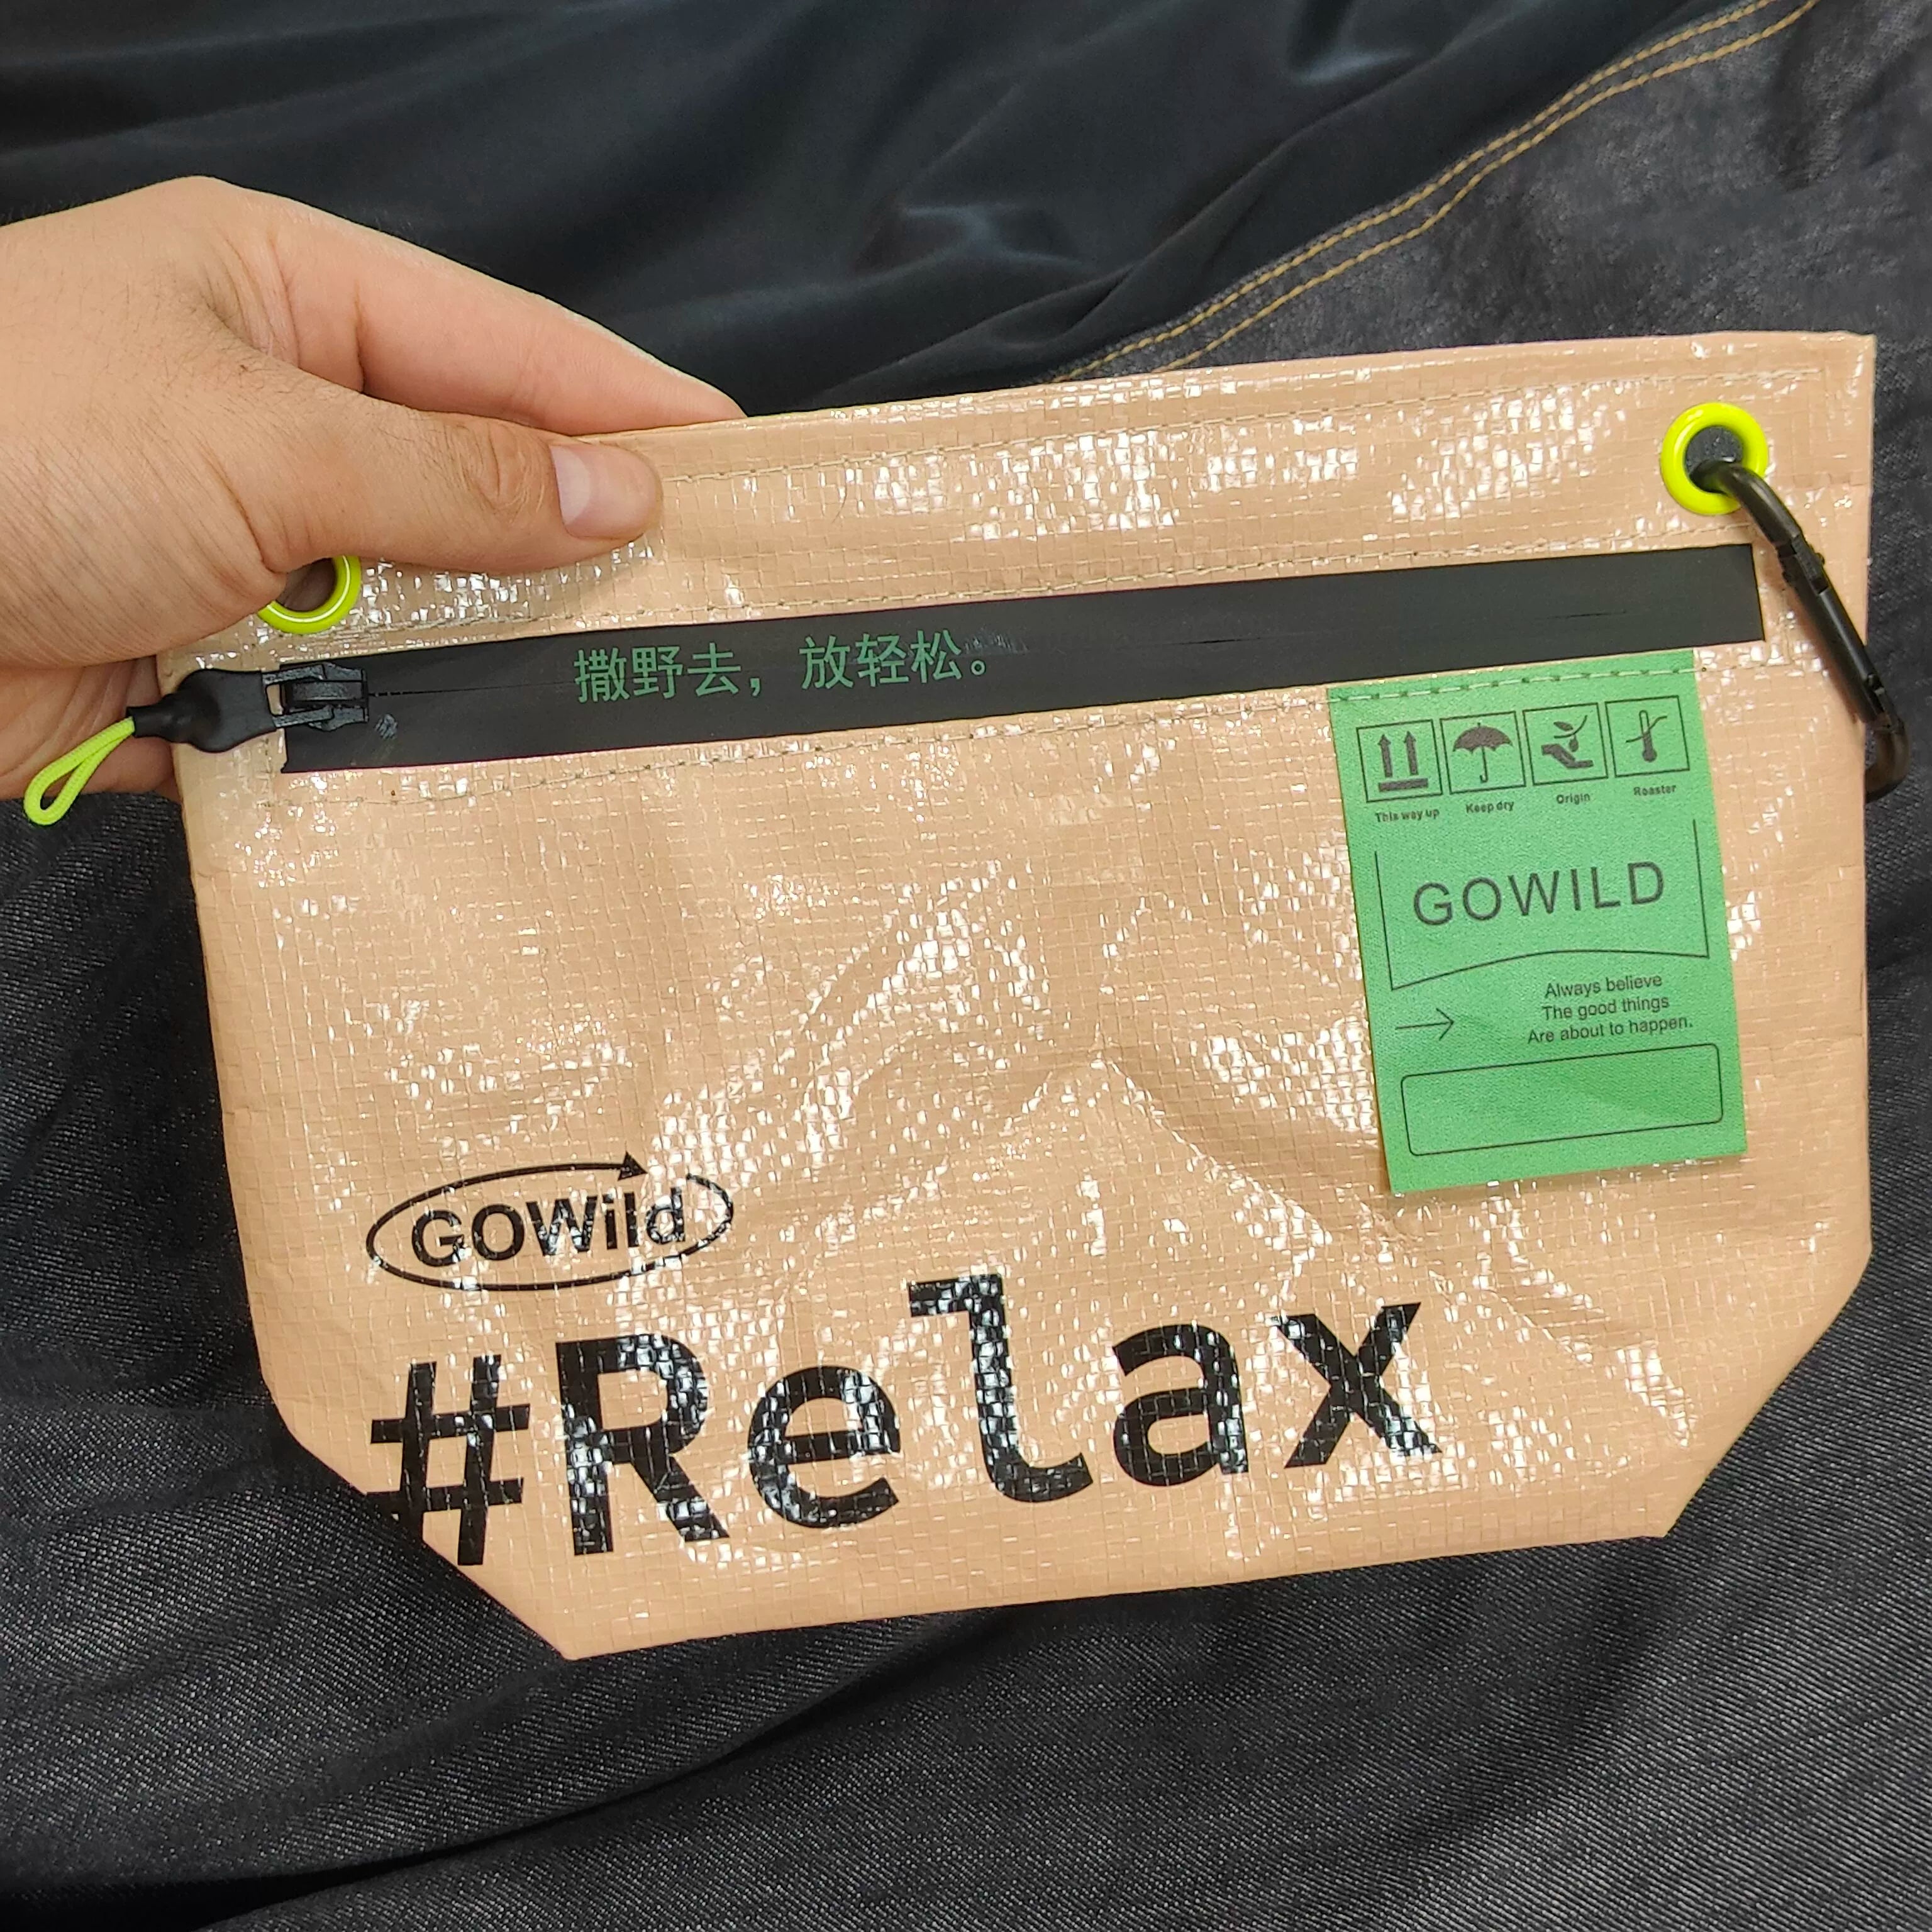 撒野去，放轻松。
This way up Keep dry Origin Roaster
GOWILD
Always believe
The good things
Are about to happen.
GOWild
#Relax